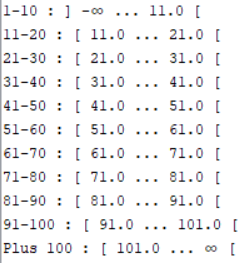 1-10 : ] -∞ ... 11.0 [
11-20 : [ 11.0 ... 21.0 [
21-30 : [ 21.0 ... 31.0 [
31-40 : [ 31.0 ... 41.0 [
41-50 : [ 41.0 ... 51.0 [
51-60 : [ 51.0 ... 61.0 [
61-70 : [ 61.0 ... 71.0 [
71-80 : [ 71.0 ... 81.0 [
81-90 : [ 81.0 ... 91.0 [
91-100 : [ 91.0 ... 101.0 [
Plus 100 : [ 101.0 ... ∞ [